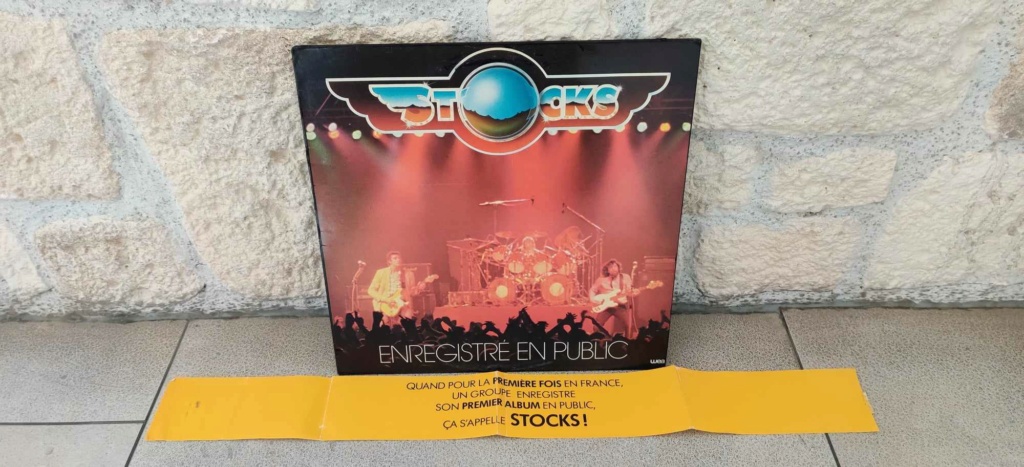 STOCKS
ENREGISTRÉ EN PUBLIC
wea
QUAND POUR LA PREMIÈRE FOIS EN FRANCE,
UN GROUPE ENREGISTRE
SON PREMIER ALBUM EN PUBLIC,
ÇA S'APPELLE STOCKS!